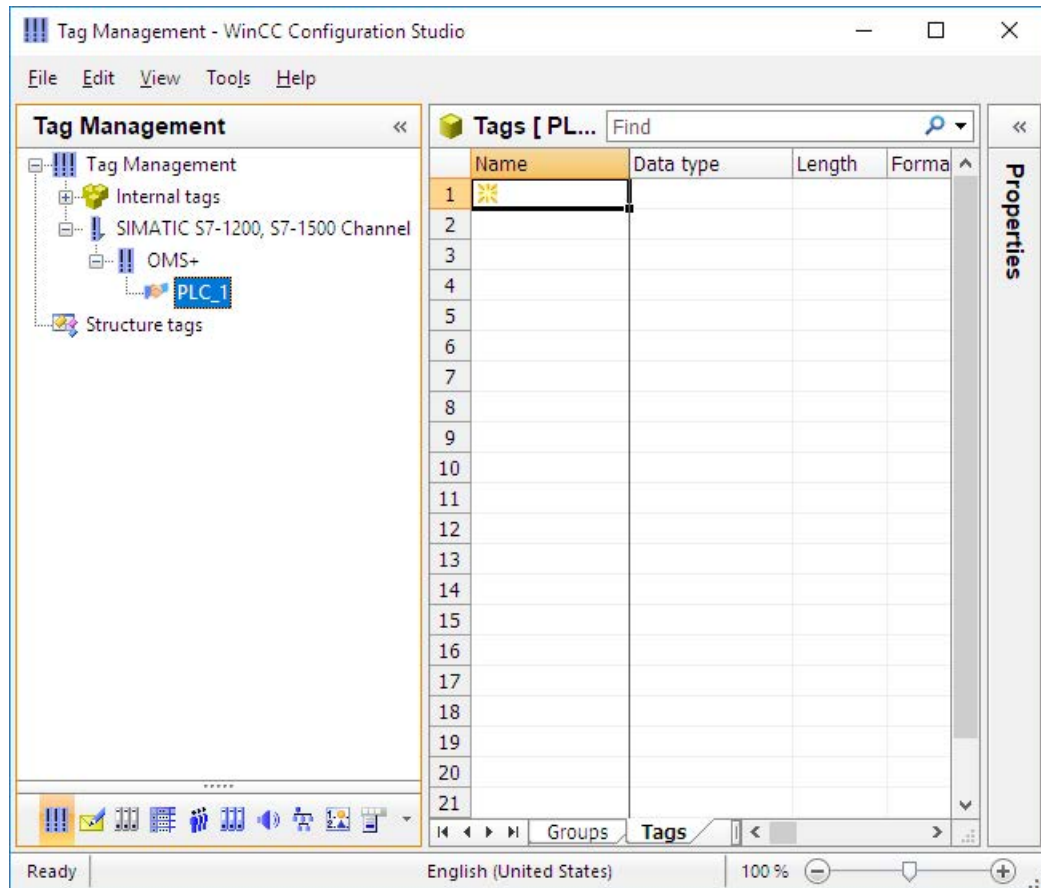 Tag Management - WinCC Configuration Studio
File Edit View Tools Help
Tag Management «
Tag Management
Internal tags
SIMATIC S7-1200, S7-1500 Channel
OMS+
PLC_1
Structure tags
Tags [ PL... Find
Name Data type Length Forma
1
2
3
4
5
6
7
8
9
10
11
12
13
14
15
16
17
18
19
20
21
Groups Tags
«
Properties
Ready English (United States) 100 %